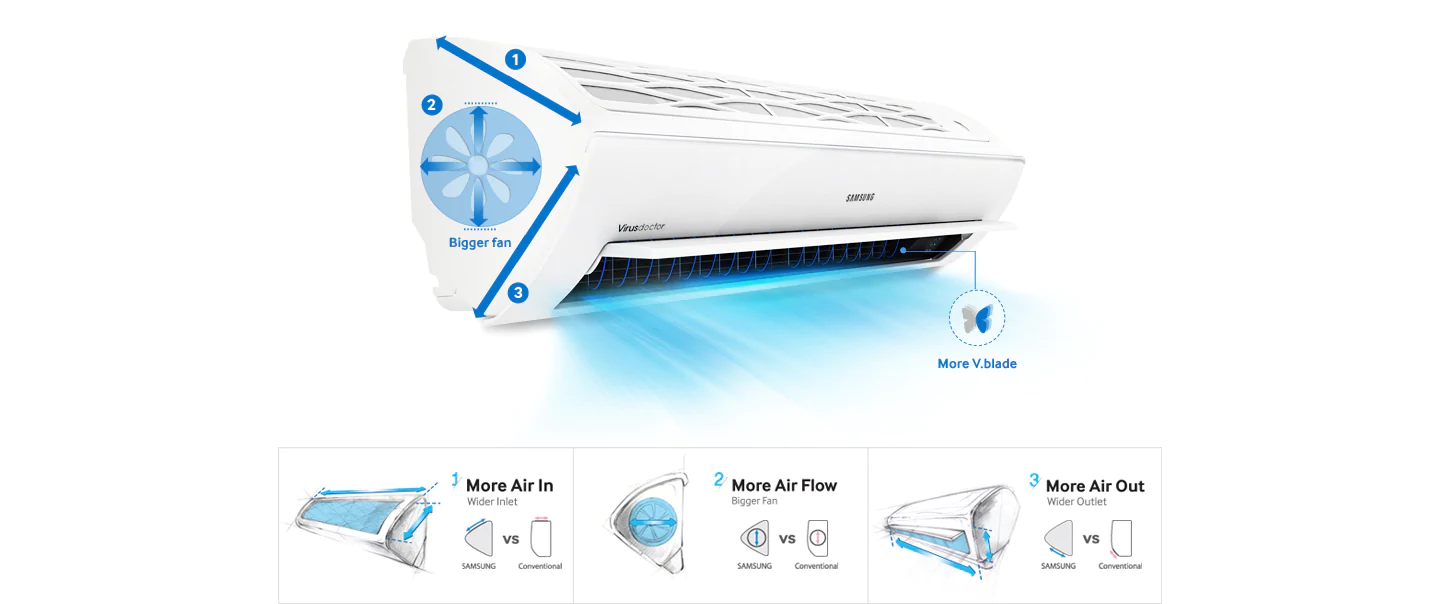 1
2
Bigger fan
3
SAMSUNG
Virusdoctor
More V.blade
1 More Air In
Wider Inlet
vs
SAMSUNG Conventional
2 More Air Flow
Bigger Fan
vs
SAMSUNG Conventional
3 More Air Out
Wider Outlet
vs
SAMSUNG Conventional